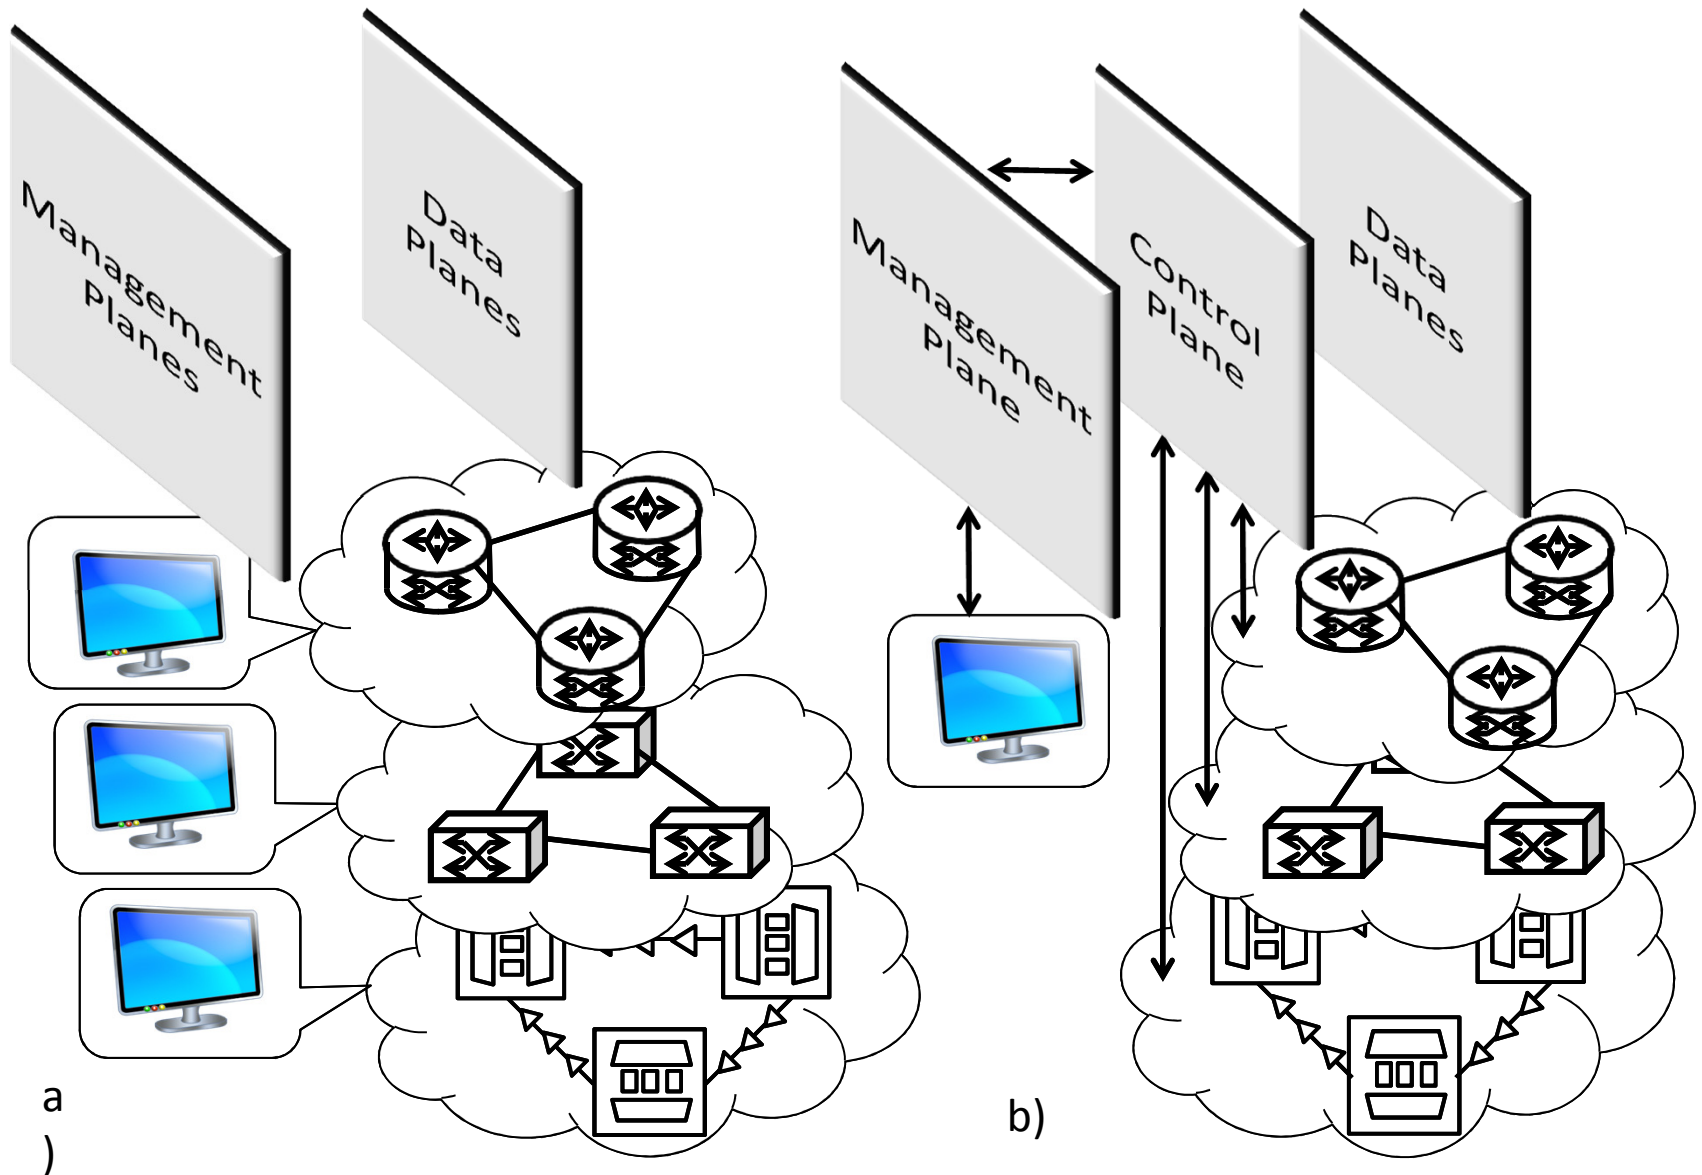 Management
Planes
Data
Planes
Management
Plane
Control
Plane
Data
Planes
a
)
b)